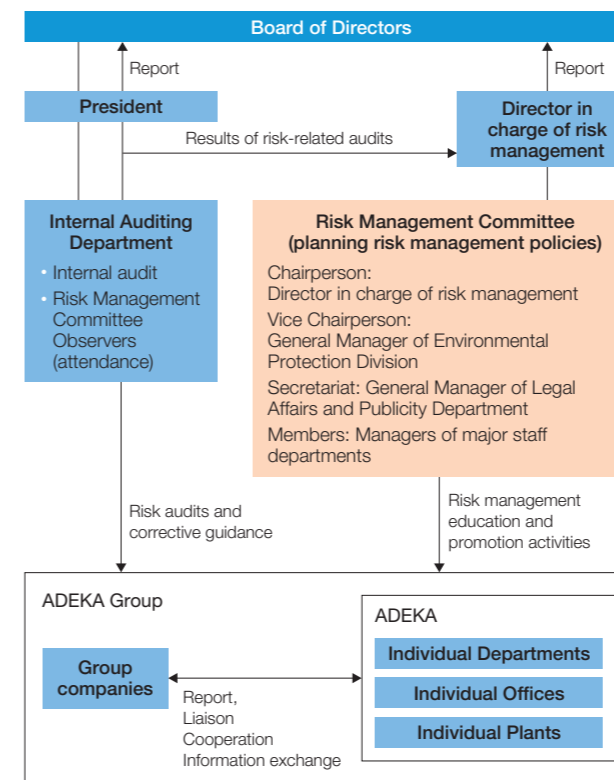 Board of Directors
Report
Report
President
Director in
charge of risk
management
Results of risk-related audits
Internal Auditing
Department
• Internal audit
• Risk Management
Committee
Observers
(attendance)
Risk Management Committee
(planning risk management policies)
Chairperson:
Director in charge of risk management
Vice Chairperson:
General Manager of Environmental
Protection Division
Secretariat: General Manager of Legal
Affairs and Publicity Department
Members: Managers of major staff
departments
Risk audits and
corrective guidance
Risk management
education and
promotion activities
ADEKA Group
ADEKA
Group
companies
Report,
Liaison
Cooperation
Information exchange
Individual Departments
Individual Offices
Individual Plants